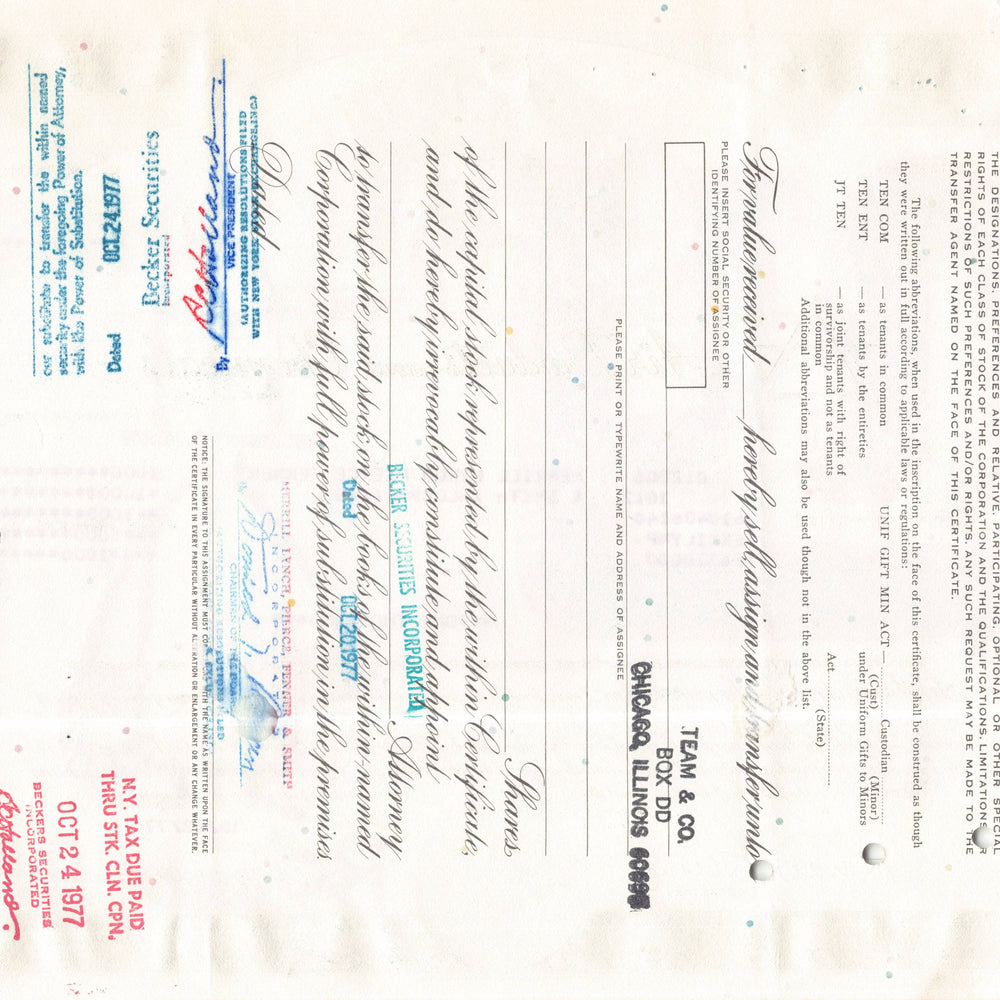 THE DESIGNATIONS, PREFERENCES AND RELATIVE, PARTICIPATING, OPTIONAL OR OTHER SPECIAL
RIGHTS OF EACH CLASS OF STOCK OF THE CORPORATION AND THE QUALIFICATIONS, LIMITATIONS OR
RESTRICTIONS OF SUCH PREFERENCES AND/OR RIGHTS. ANY SUCH REQUEST MAY BE MADE TO THE
TRANSFER AGENT NAMED ON THE FACE OF THIS CERTIFICATE.
The following abbreviations, when used in the inscription on the face of this certificate, shall be construed as though
they were written out in full according to applicable laws or regulations:
TEN COM — as tenants in common
TEN ENT — as tenants by the entireties
JT TEN — as joint tenants with right of
survivorship and not as tenants
in common
UNIF GIFT MIN ACT — Custodian
(Cust) (Minor)
under Uniform Gifts to Minors
Act
(State)
Additional abbreviations may also be used though not in the above list.
For value received hereby sell, assign and transfer unto
PLEASE INSERT SOCIAL SECURITY OR OTHER
IDENTIFYING NUMBER OF ASSIGNEE
TEAM & CO.
BOX DD
CHICAGO, ILLINOIS
PLEASE PRINT OR TYPEWRITE NAME AND ADDRESS OF ASSIGNEE
Shares
of the capital stock represented by the within Certificate,
and do hereby irrevocably constitute and appoint
BECKER SECURITIES INCORPORATED Attorney
to transfer the said stock on the books of the within-named
Corporation with full power of substitution in the premises
Dated OCT 20 1977
Dated
MERRILL LYNCH, PIERCE, FENNER & SMITH
INCORPORATED
NOTICE: THE SIGNATURE TO THIS ASSIGNMENT MUST CORRESPOND WITH THE NAME AS WRITTEN UPON THE FACE
OF THE CERTIFICATE IN EVERY PARTICULAR WITHOUT ALTERATION OR ENLARGEMENT OR ANY CHANGE WHATEVER.
our substitute to transfer the within named
security under the foregoing Power of Attorney,
with like Power of Substitution.
Dated OCT 24 1977
Becker Securities
Incorporated
By
VICE PRESIDENT
(AUTHORIZING RESOLUTIONS FILED
WITH NEW YORK STOCK CLEARING CORP.)
N.Y. TAX DUE PAID
THRU STK. CLN. CPN.
OCT 24 1977
BECKERS SECURITIES
INCORPORATED